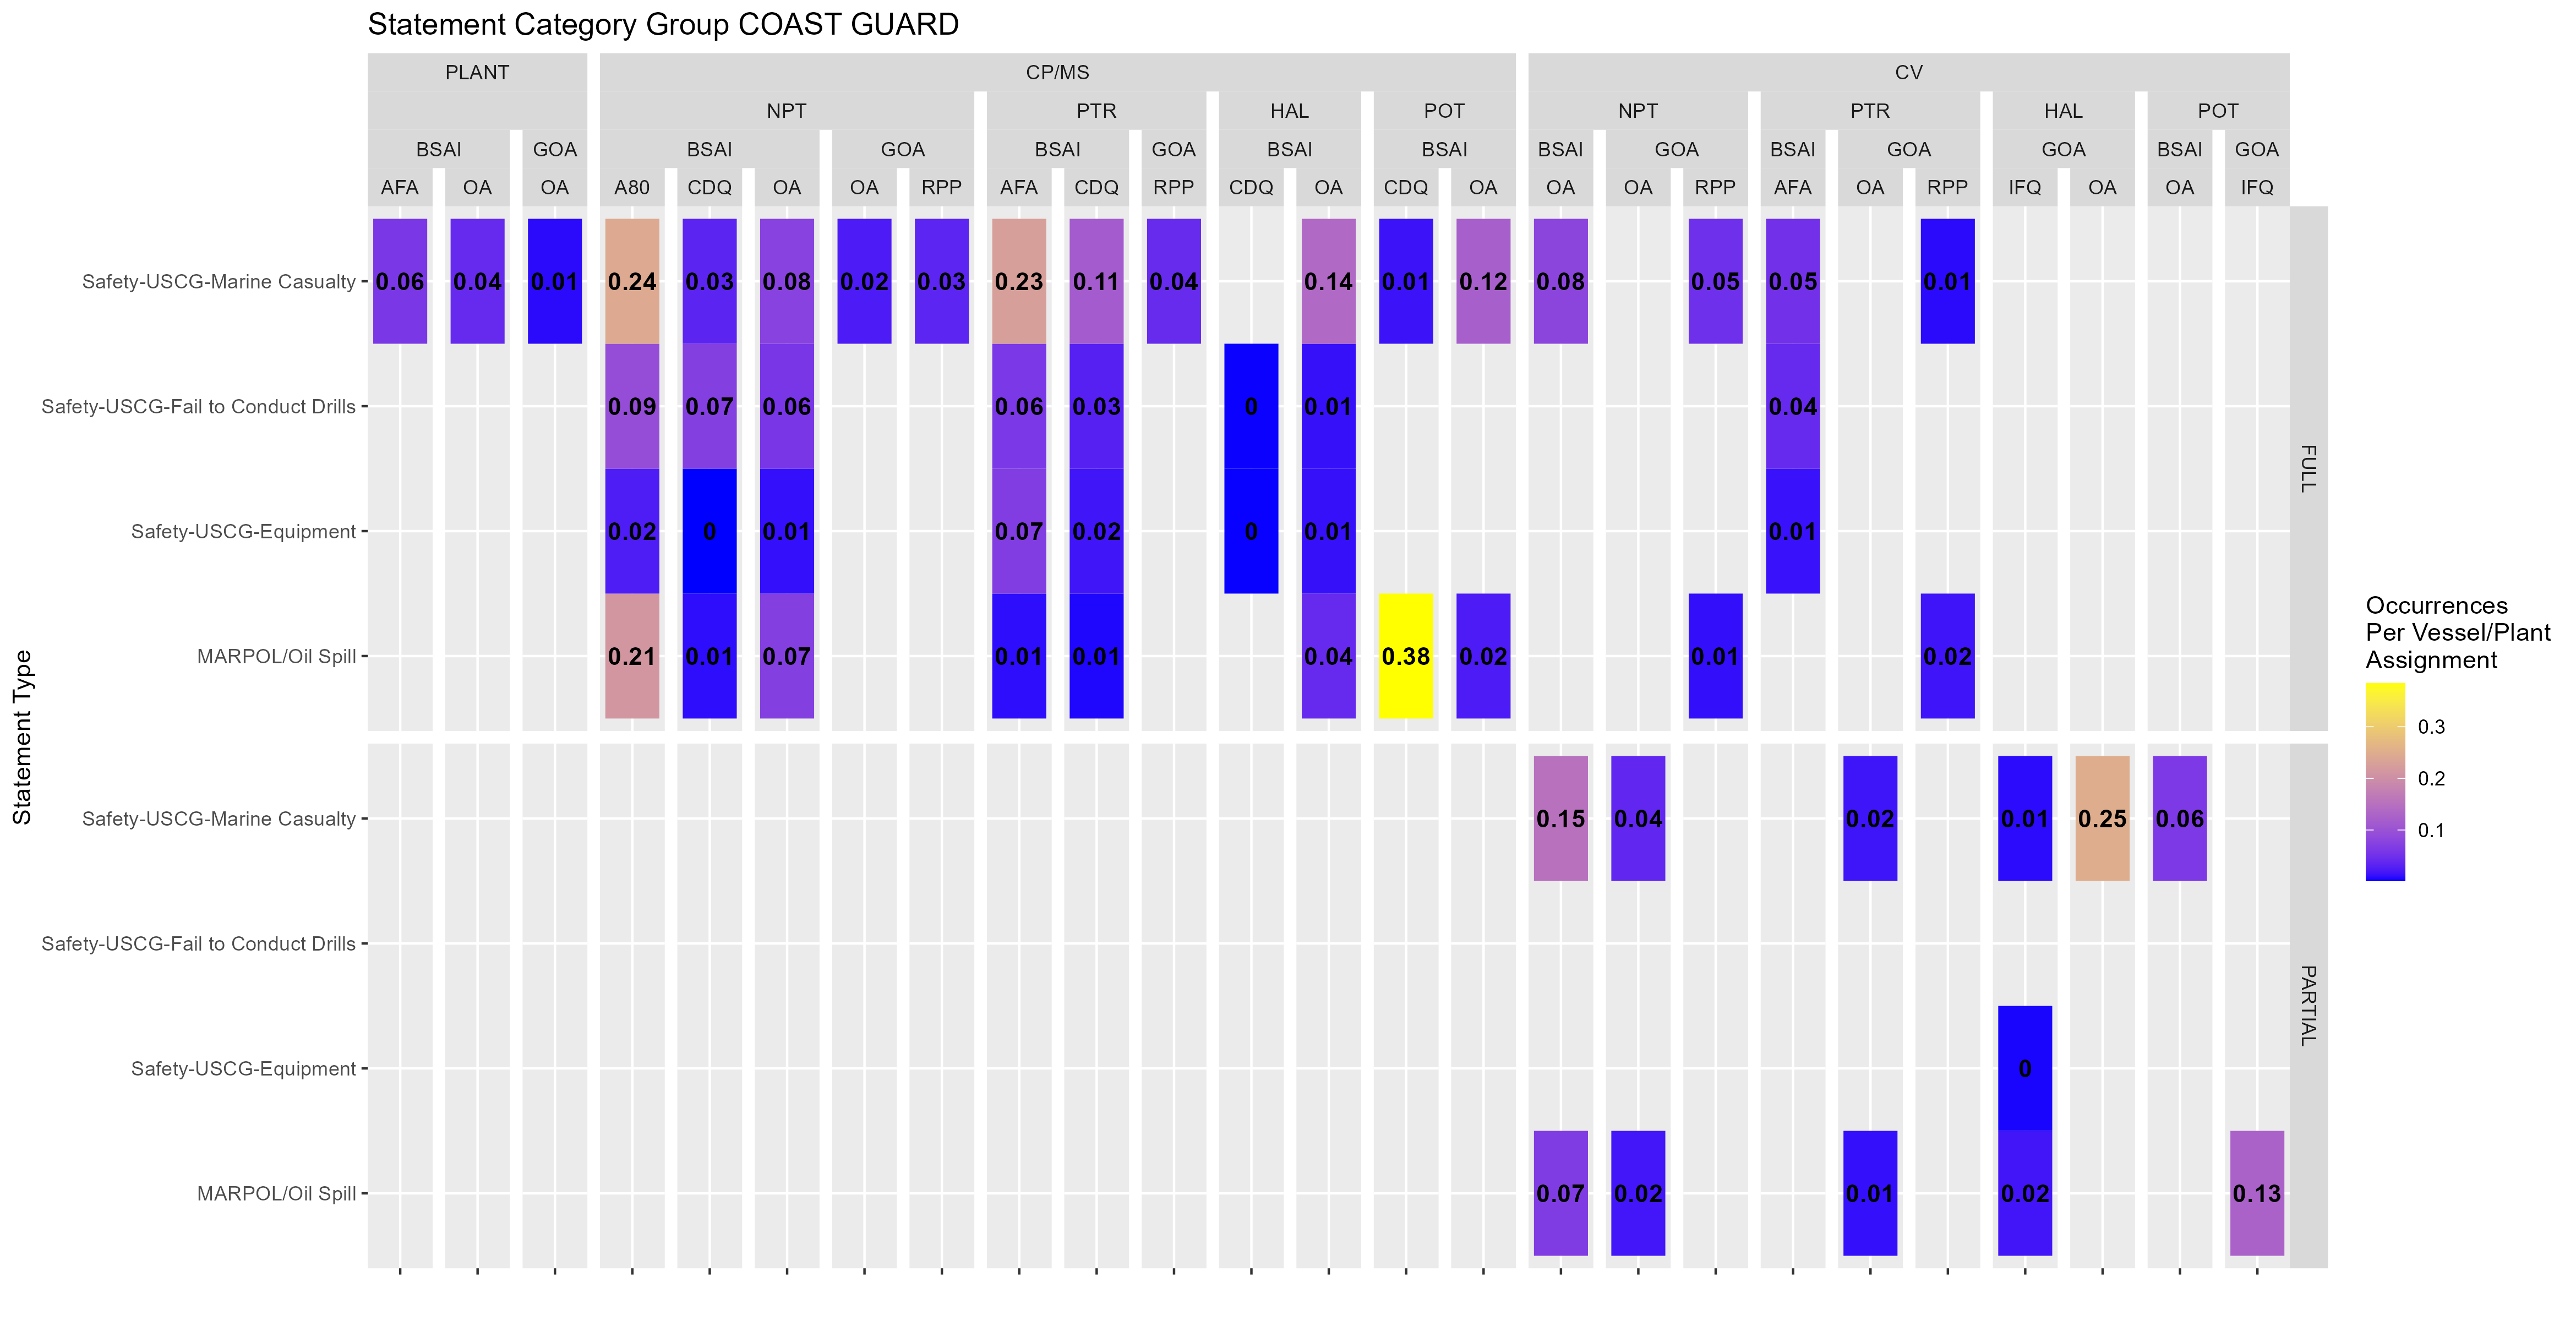 Statement Category Group COAST GUARD
PLANT CP/MS CV
NPT PTR HAL POT NPT PTR HAL POT
BSAI GOA BSAI GOA BSAI GOA BSAI BSAI BSAI GOA BSAI GOA GOA BSAI GOA
AFA OA OA A80 CDQ OA OA RPP AFA CDQ RPP CDQ OA CDQ OA OA OA RPP AFA OA RPP IFQ OA OA IFQ
Safety-USCG-Marine Casualty 0.06 0.04 0.01 0.24 0.03 0.08 0.02 0.03 0.23 0.11 0.04 0.14 0.01 0.12 0.08 0.05 0.05 0.01
Safety-USCG-Fail to Conduct Drills 0.09 0.07 0.06 0.06 0.03 0 0.01 0.04
FULL
Safety-USCG-Equipment 0.02 0 0.01 0.07 0.02 0 0.01 0.01
MARPOL/Oil Spill 0.21 0.01 0.07 0.01 0.01 0.04 0.38 0.02 0.01 0.02
Safety-USCG-Marine Casualty 0.15 0.04 0.02 0.01 0.25 0.06
Safety-USCG-Fail to Conduct Drills
PARTIAL
Safety-USCG-Equipment 0
MARPOL/Oil Spill 0.07 0.02 0.01 0.02 0.13
Statement Type
Occurrences
Per Vessel/Plant
Assignment
0.3
0.2
0.1